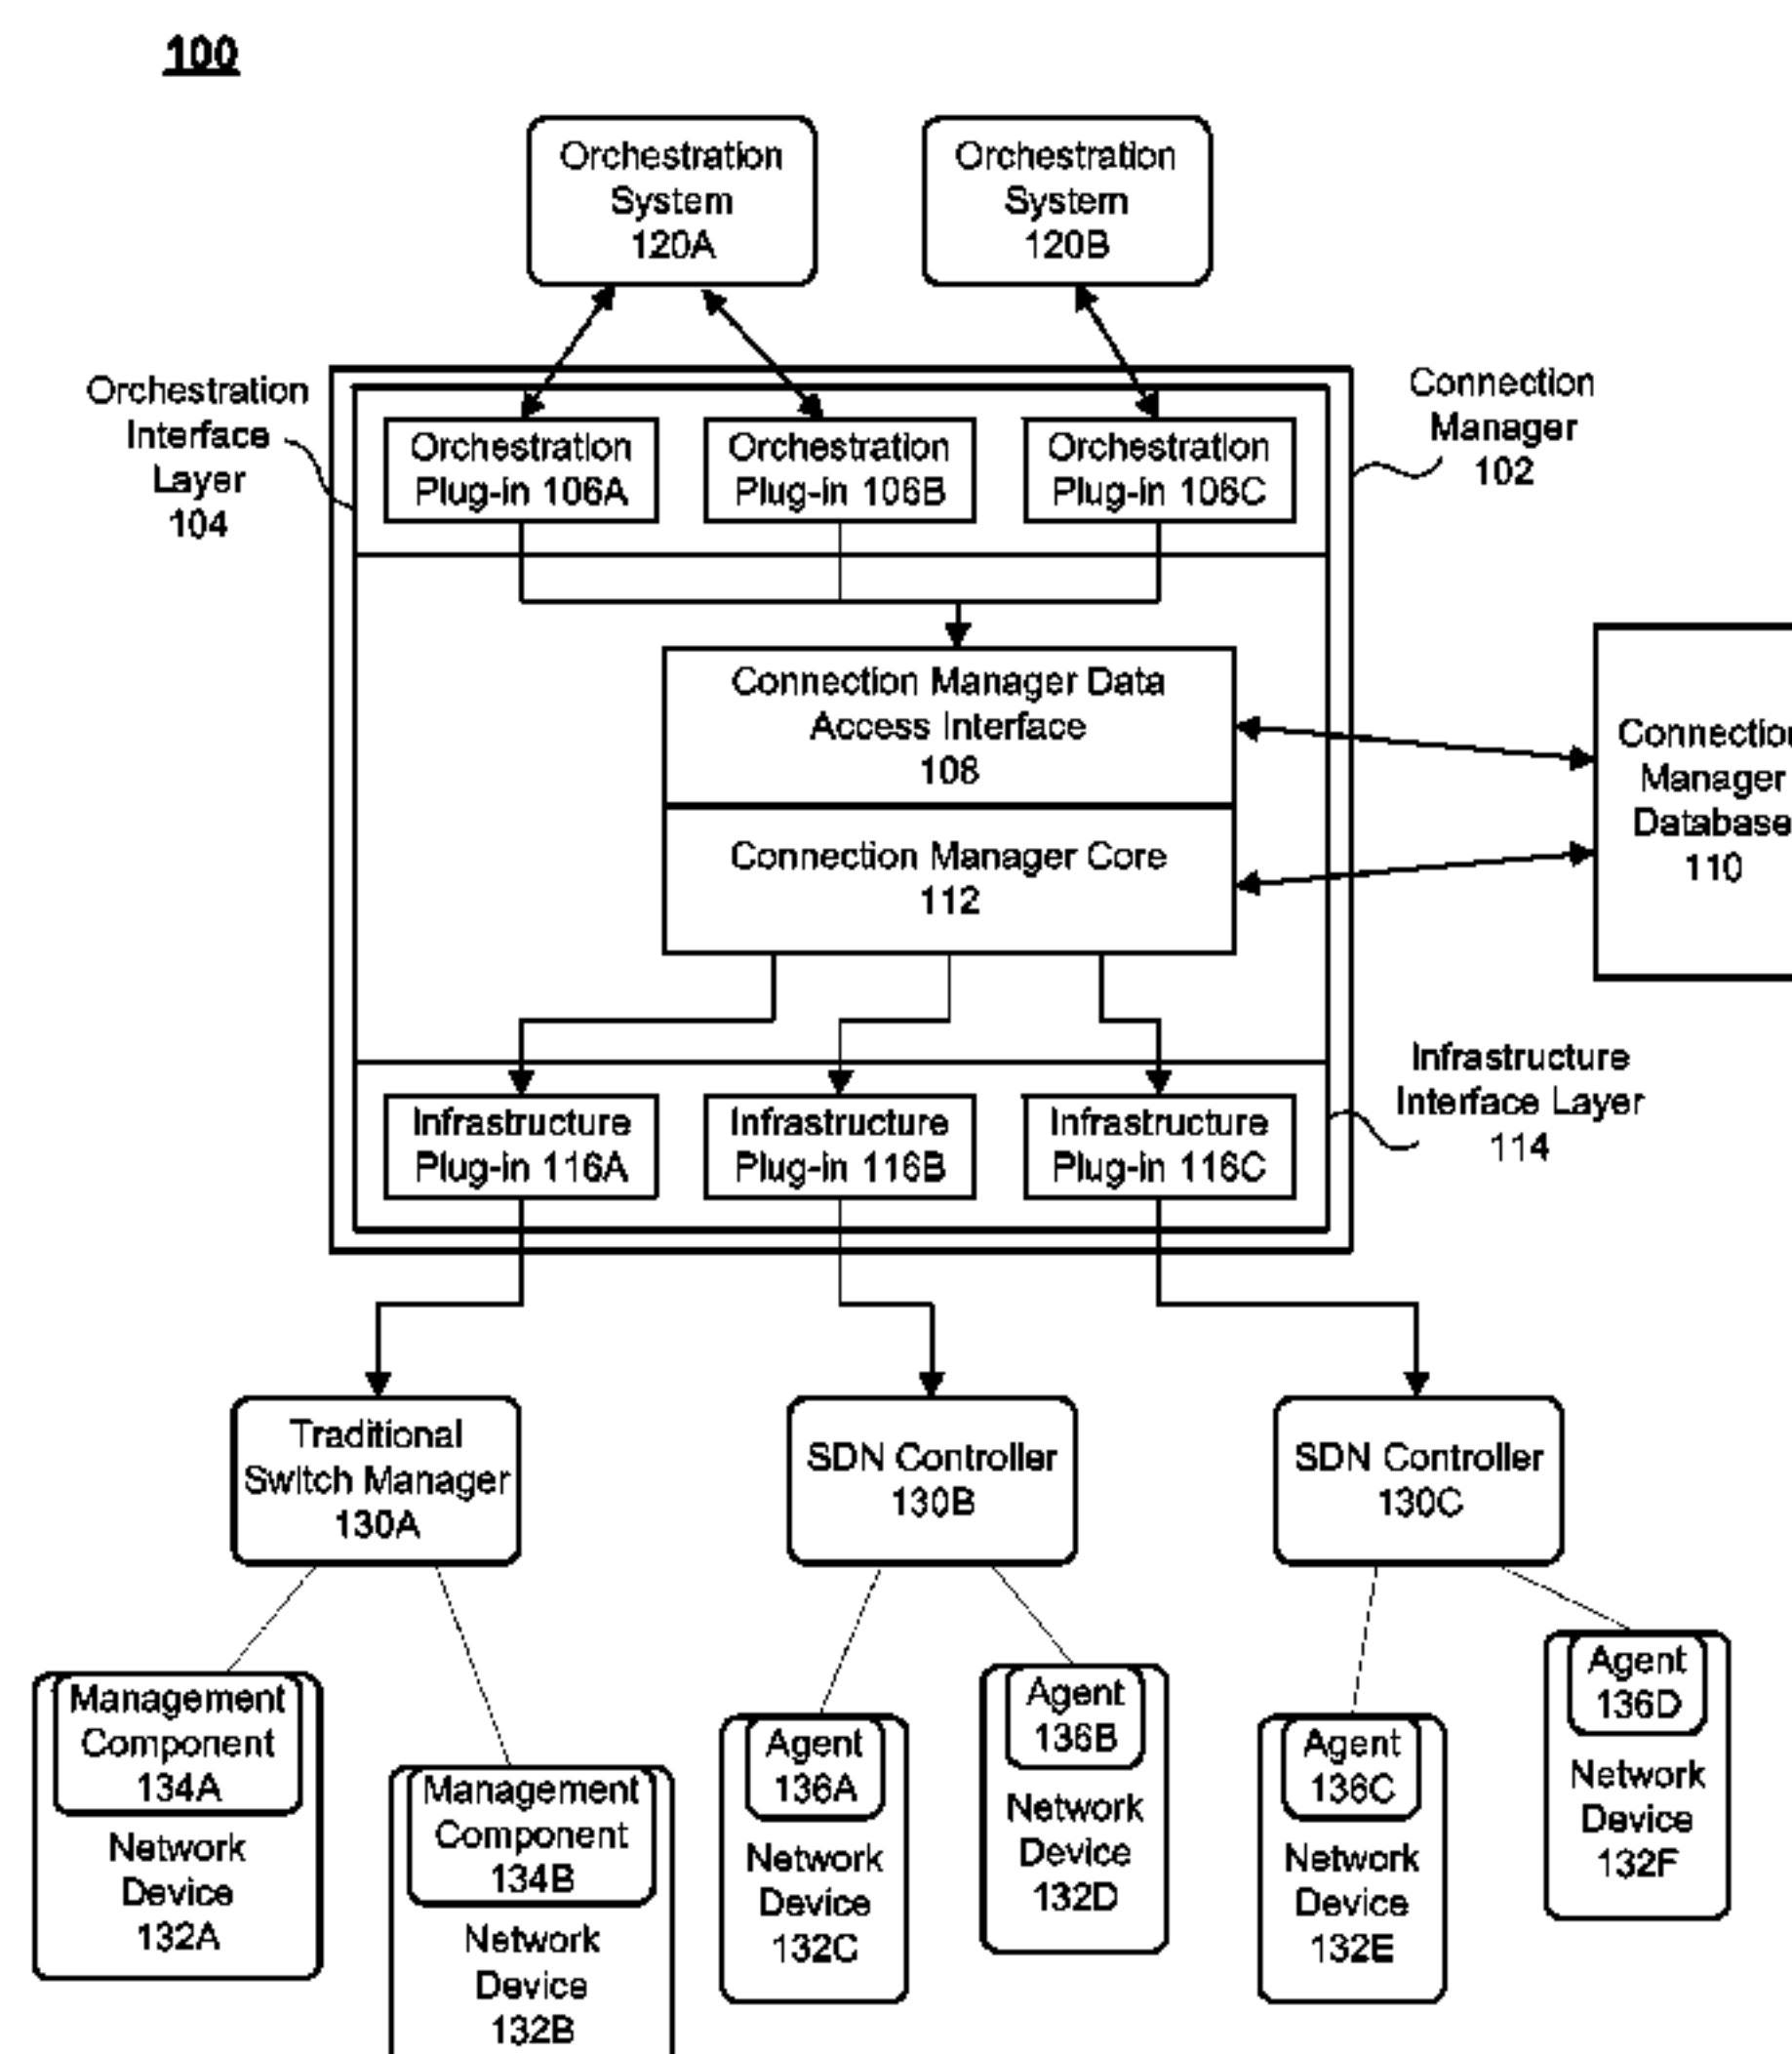 100
Orchestration
System
120A
Orchestration
System
120B
Orchestration
Interface
Layer
104
Connection
Manager
102
Orchestration
Plug-in 106A
Orchestration
Plug-in 106B
Orchestration
Plug-in 106C
Connection Manager Data
Access Interface
108
Connection Manager Core
112
Manager
Database
110
Infrastructure
Interface Layer
114
Infrastructure
Plug-in 116A
Infrastructure
Plug-in 116B
Infrastructure
Plug-in 116C
Traditional
Switch Manager
130A
SDN Controller
130B
SDN Controller
130C
Management
Component
134A
Network
Device
132A
Management
Component
134B
Network
Device
132B
Agent
136A
Network
Device
132C
Agent
136B
Network
Device
132D
Agent
136C
Network
Device
132E
Agent
136D
Network
Device
132F